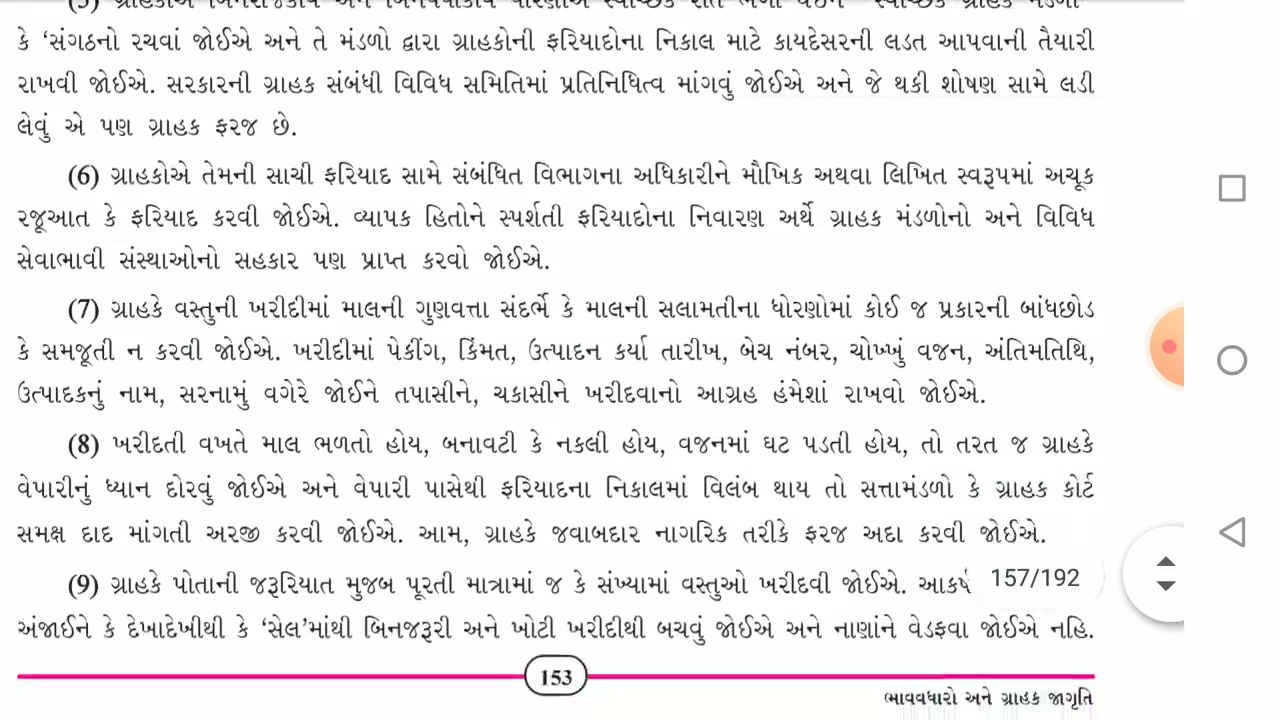 (5) ગ્રાહકોએ બિનરાજકીય અને
કે ‘સંગઠનો રચવાં જોઈએ અને તે મંડળો દ્વારા ગ્રાહકોની ફરિયાદોના નિકાલ માટે કાયદેસરની લડત આપવાની તૈયારી
રાખવી જોઈએ. સરકારની ગ્રાહક સંબંધી વિવિધ સમિતિમાં પ્રતિનિધિત્વ માંગવું જોઈએ અને જે થકી શોષણ સામે લડી
લેવું એ પણ ગ્રાહક ફરજ છે.
(6) ગ્રાહકોએ તેમની સાચી ફરિયાદ સામે સંબંધિત વિભાગના અધિકારીને મૌખિક અથવા લિખિત સ્વરૂપમાં અચૂક
રજૂઆત કે ફરિયાદ કરવી જોઈએ. વ્યાપક હિતોને સ્પર્શતી ફરિયાદોના નિવારણ અર્થે ગ્રાહક મંડળોનો અને વિવિધ
સેવાભાવી સંસ્થાઓનો સહકાર પણ પ્રાપ્ત કરવો જોઈએ.
(7) ગ્રાહકે વસ્તુની ખરીદીમાં માલની ગુણવત્તા સંદર્ભે કે માલની સલામતીના ધોરણોમાં કોઈ જ પ્રકારની બાંધછોડ
કે સમજૂતી ન કરવી જોઈએ. ખરીદીમાં પેકીંગ, કિંમત, ઉત્પાદન કર્યા તારીખ, બેચ નંબર, ચોખ્ખું વજન, અંતિમતિથિ,
ઉત્પાદકનું નામ, સરનામું વગેરે જોઈને તપાસીને, ચકાસીને ખરીદવાનો આગ્રહ હંમેશાં રાખવો જોઈએ.
(8) ખરીદતી વખતે માલ ભળતો હોય, બનાવટી કે નકલી હોય, વજનમાં ઘટ પડતી હોય, તો તરત જ ગ્રાહકે
વેપારીનું ધ્યાન દોરવું જોઈએ અને વેપારી પાસેથી ફરિયાદના નિકાલમાં વિલંબ થાય તો સત્તામંડળો કે ગ્રાહક કોર્ટ
સમક્ષ દાદ માંગતી અરજી કરવી જોઈએ. આમ, ગ્રાહકે જવાબદાર નાગરિક તરીકે ફરજ અદા કરવી જોઈએ.
(9) ગ્રાહકે પોતાની જરૂરિયાત મુજબ પૂરતી માત્રામાં જ કે સંખ્યામાં વસ્તુઓ ખરીદવી જોઈએ. 157/192
અંજાઈને કે દેખાદેખીથી કે ‘સેલ’માંથી બિનજરૂરી અને ખોટી ખરીદીથી બચવું જોઈએ અને નાણાંને વેડફવા જોઈએ નહિ.
153
ભાવવધારો અને ગ્રાહક જાગૃતિ